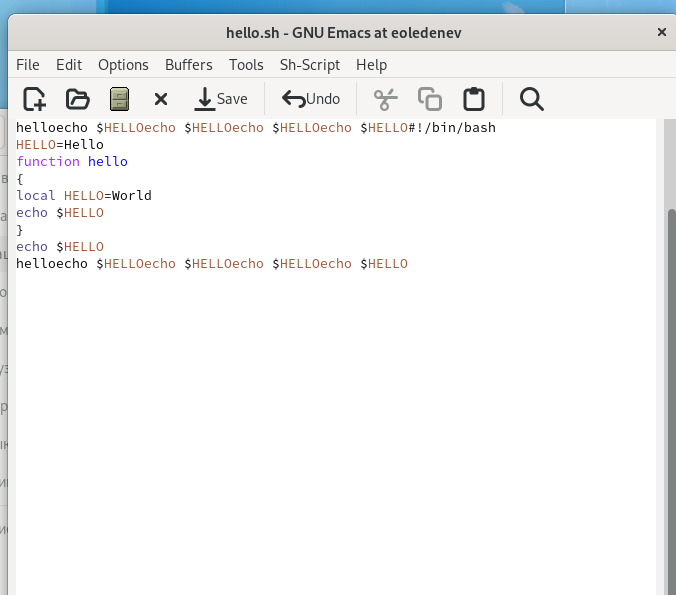 hello.sh - GNU Emacs at eoledenev
File Edit Options Buffers Tools Sh-Script Help
Save Undo
helloecho $HELLOecho $HELLOecho $HELLOecho $HELLO#!/bin/bash
HELLO=Hello
function hello
{
local HELLO=World
echo $HELLO
}
echo $HELLO
helloecho $HELLOecho $HELLOecho $HELLOecho $HELLO